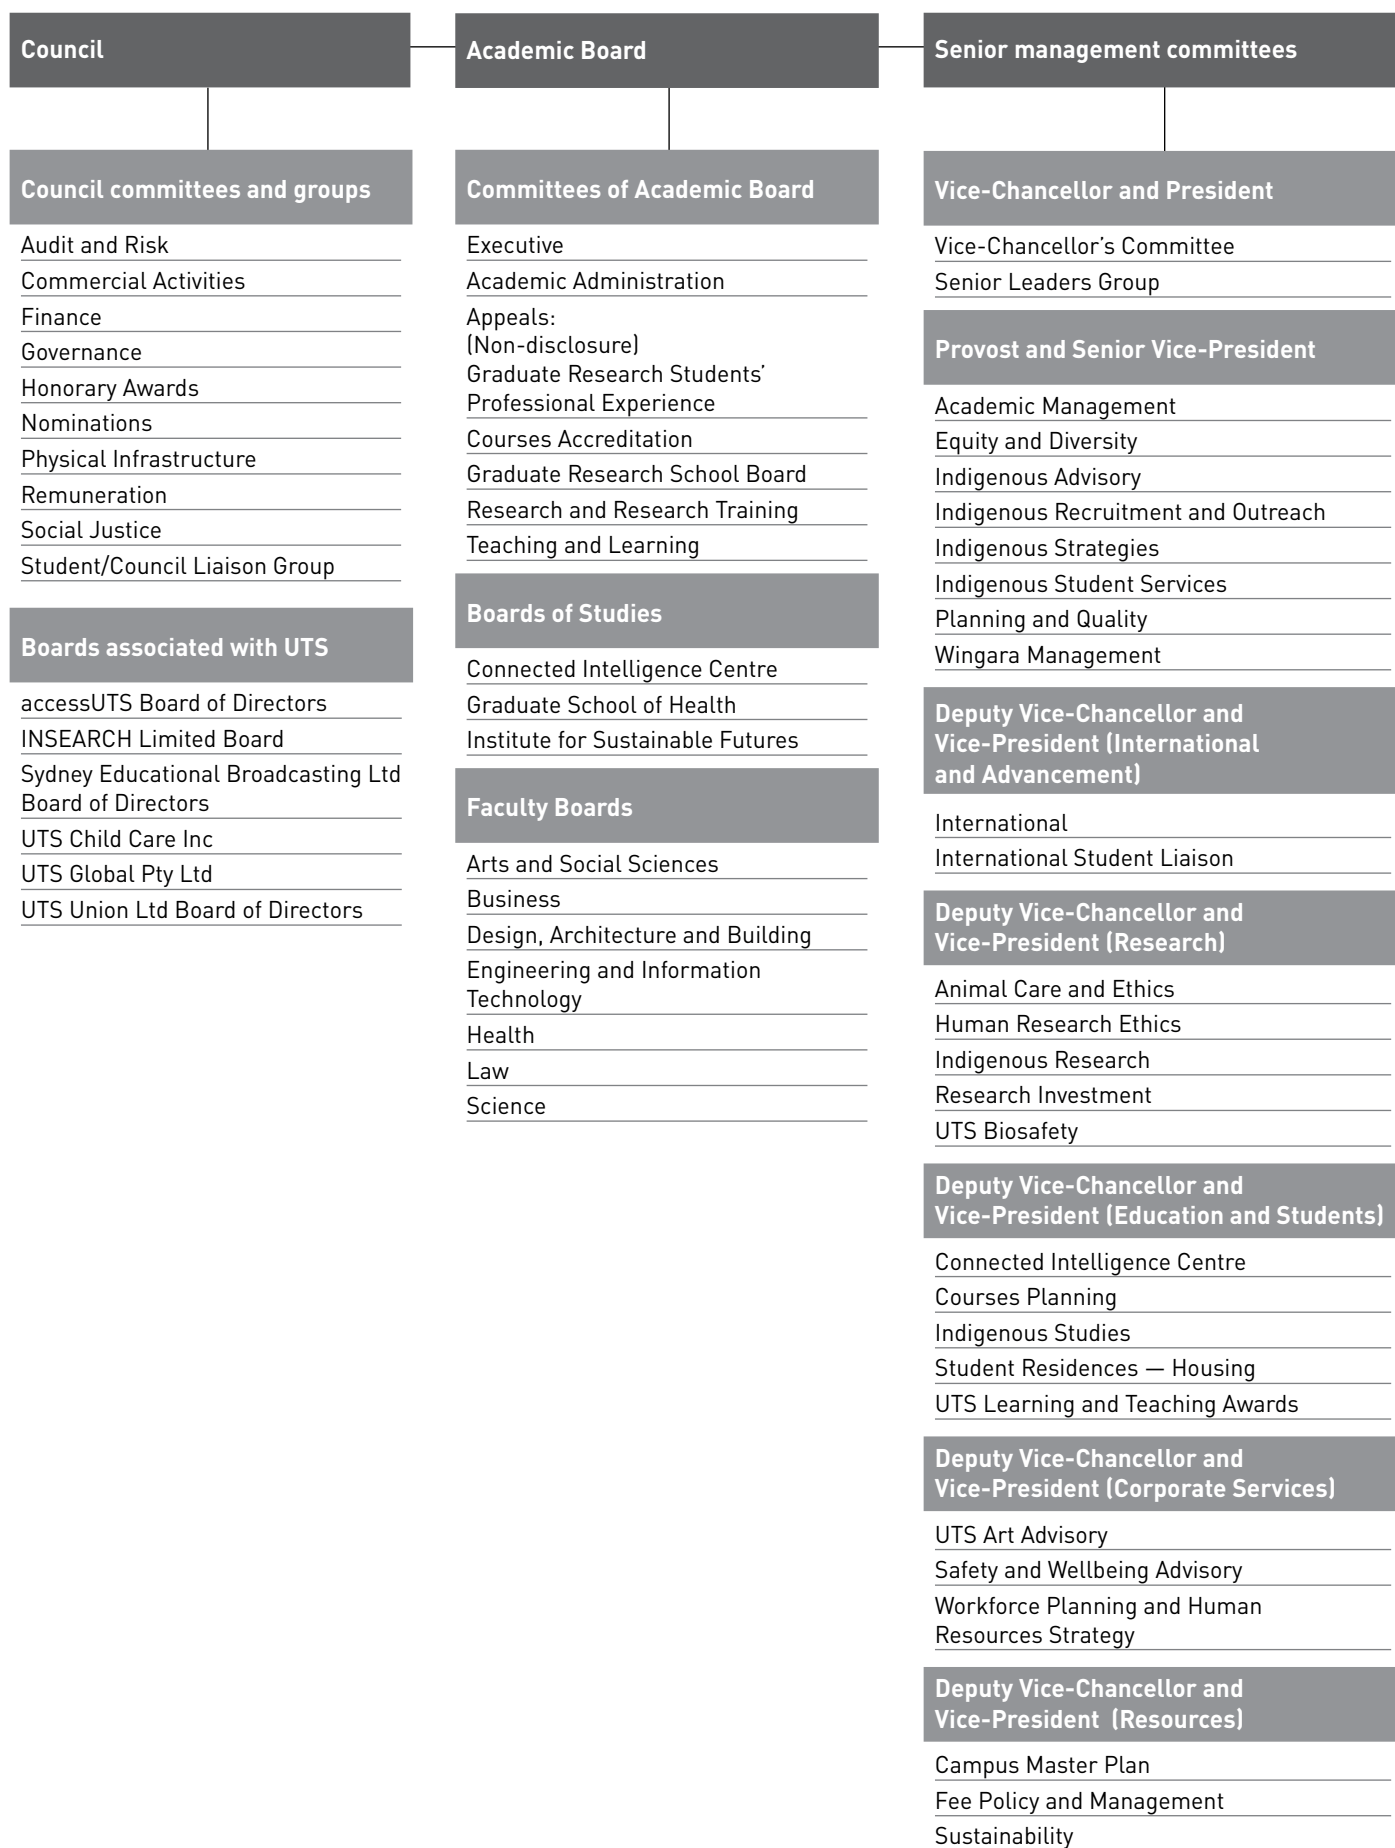 Council
Council committees and groups
Audit and Risk
Commercial Activities
Finance
Governance
Honorary Awards
Nominations
Physical Infrastructure
Remuneration
Social Justice
Student/Council Liaison Group
Boards associated with UTS
accessUTS Board of Directors
INSEARCH Limited Board
Sydney Educational Broadcasting Ltd
Board of Directors
UTS Child Care Inc
UTS Global Pty Ltd
UTS Union Ltd Board of Directors
Academic Board
Committees of Academic Board
Executive
Academic Administration
Appeals:
(Non-disclosure)
Graduate Research Students’
Professional Experience
Courses Accreditation
Graduate Research School Board
Research and Research Training
Teaching and Learning
Boards of Studies
Connected Intelligence Centre
Graduate School of Health
Institute for Sustainable Futures
Faculty Boards
Arts and Social Sciences
Business
Design, Architecture and Building
Engineering and Information
Technology
Health
Law
Science
Senior management committees
Vice-Chancellor and President
Vice-Chancellor’s Committee
Senior Leaders Group
Provost and Senior Vice-President
Academic Management
Equity and Diversity
Indigenous Advisory
Indigenous Recruitment and Outreach
Indigenous Strategies
Indigenous Student Services
Planning and Quality
Wingara Management
Deputy Vice-Chancellor and
Vice-President (International
and Advancement)
International
International Student Liaison
Deputy Vice-Chancellor and
Vice-President (Research)
Animal Care and Ethics
Human Research Ethics
Indigenous Research
Research Investment
UTS Biosafety
Deputy Vice-Chancellor and
Vice-President (Education and Students)
Connected Intelligence Centre
Courses Planning
Indigenous Studies
Student Residences — Housing
UTS Learning and Teaching Awards
Deputy Vice-Chancellor and
Vice-President (Corporate Services)
UTS Art Advisory
Safety and Wellbeing Advisory
Workforce Planning and Human
Resources Strategy
Deputy Vice-Chancellor and
Vice-President (Resources)
Campus Master Plan
Fee Policy and Management
Sustainability